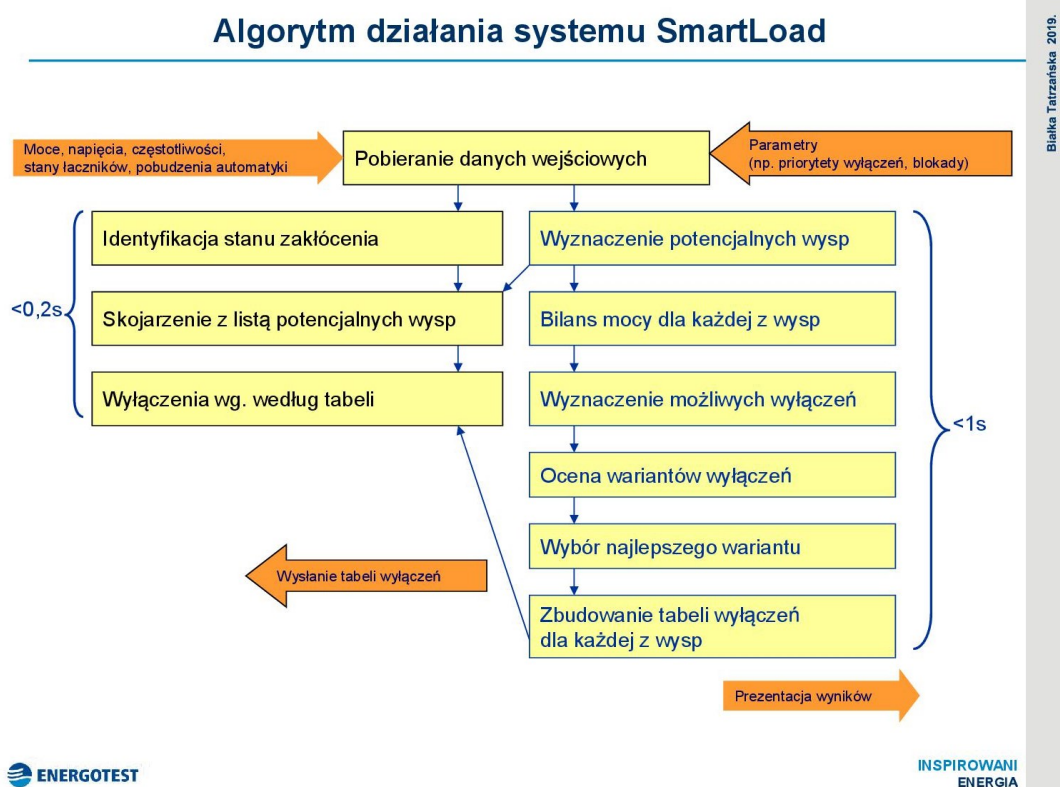 Algorytm działania systemu SmartLoad
Białka Tatrzańska 2019.
Moce, napięcia, częstotliwości,
stany łaczników, pobudzenia automatyki
Pobieranie danych wejściowych
Parametry
(np. priorytety wyłączeń, blokady)
Identyfikacja stanu zakłócenia
Wyznaczenie potencjalnych wysp
<0,2s
Skojarzenie z listą potencjalnych wysp
Bilans mocy dla każdej z wysp
Wyłączenia wg. według tabeli
Wyznaczenie możliwych wyłączeń
<1s
Ocena wariantów wyłączeń
Wybór najlepszego wariantu
Wysłanie tabeli wyłączeń
Zbudowanie tabeli wyłączeń
dla każdej z wysp
Prezentacja wyników
ENERGOTEST
INSPIROWANI
ENERGIA